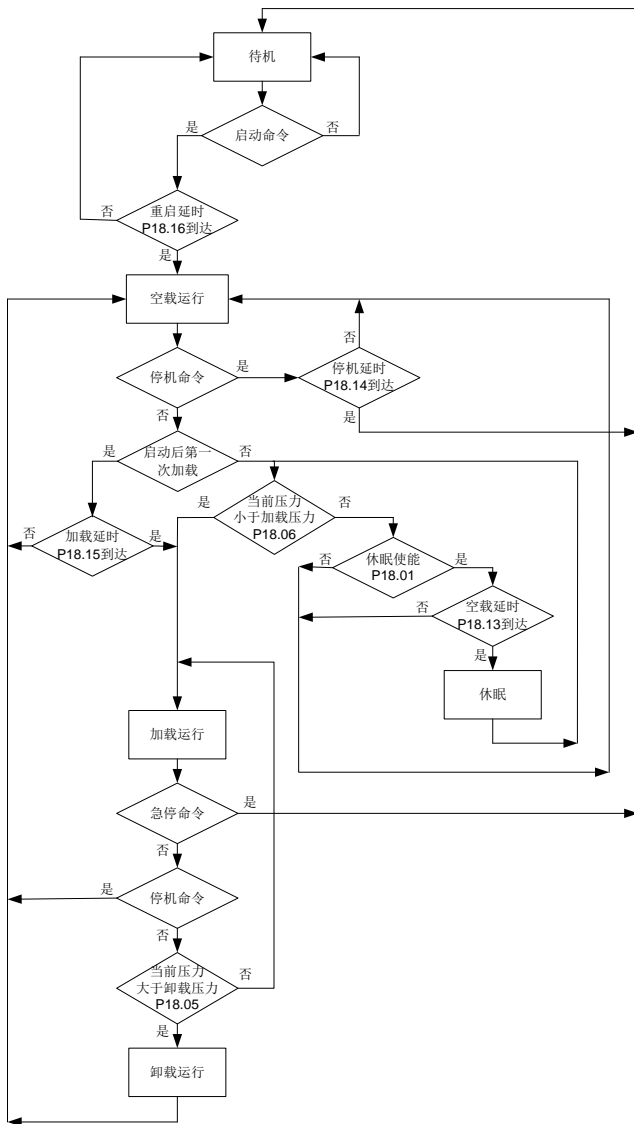 待机
是
启动命令
否
否
重启延时
P18.16到达
是
空载运行
否
停机命令
是
停机延时
P18.14到达
否
是
是
启动后第一
次加载
否
是
当前压力
小于加载压力
P18.06
否
否
加载延时
P18.15到达
是
否
休眠使能
P18.01
是
否
空载延时
P18.13到达
是
休眠
加载运行
急停命令
是
否
是
停机命令
否
当前压力
大于卸载压力
P18.05
否
是
卸载运行